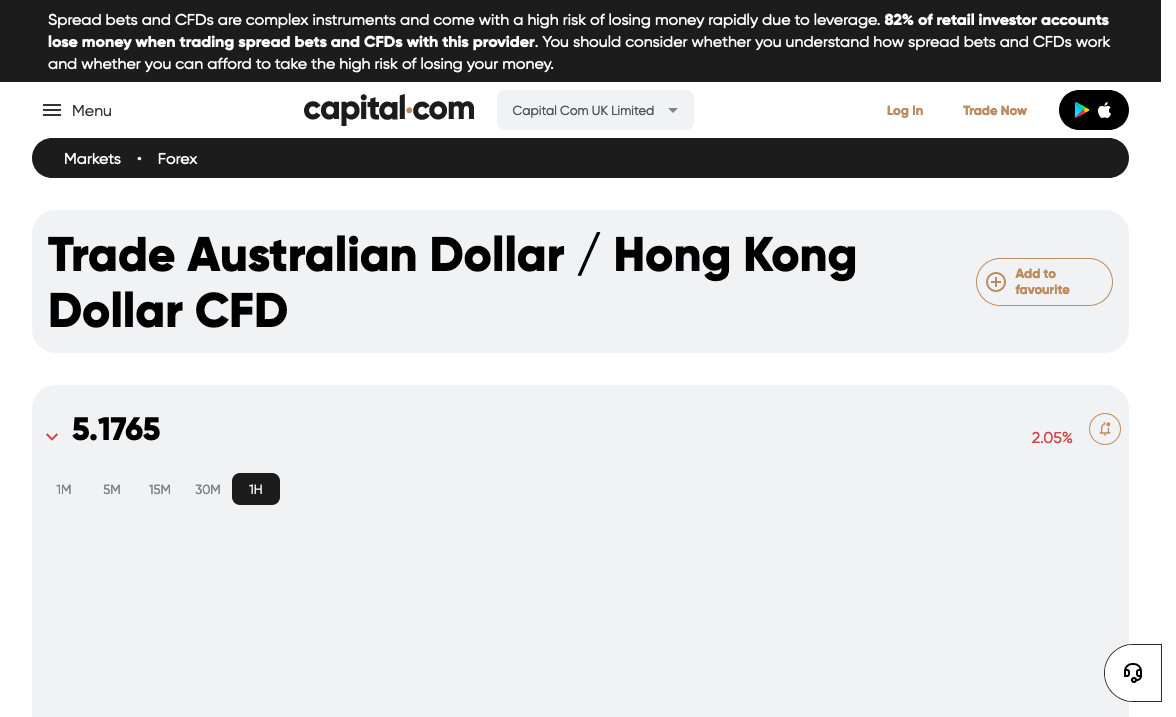 Spread bets and CFDs are complex instruments and come with a high risk of losing money rapidly due to leverage. 82% of retail investor accounts
lose money when trading spread bets and CFDs with this provider. You should consider whether you understand how spread bets and CFDs work
and whether you can afford to take the high risk of losing your money.
Menu
capital.com
Capital Com UK Limited
Log In
Trade Now
Markets • Forex
Trade Australian Dollar / Hong Kong
Dollar CFD
Add to
favourite
5.1765
2.05%
1M 5M 15M 30M 1H